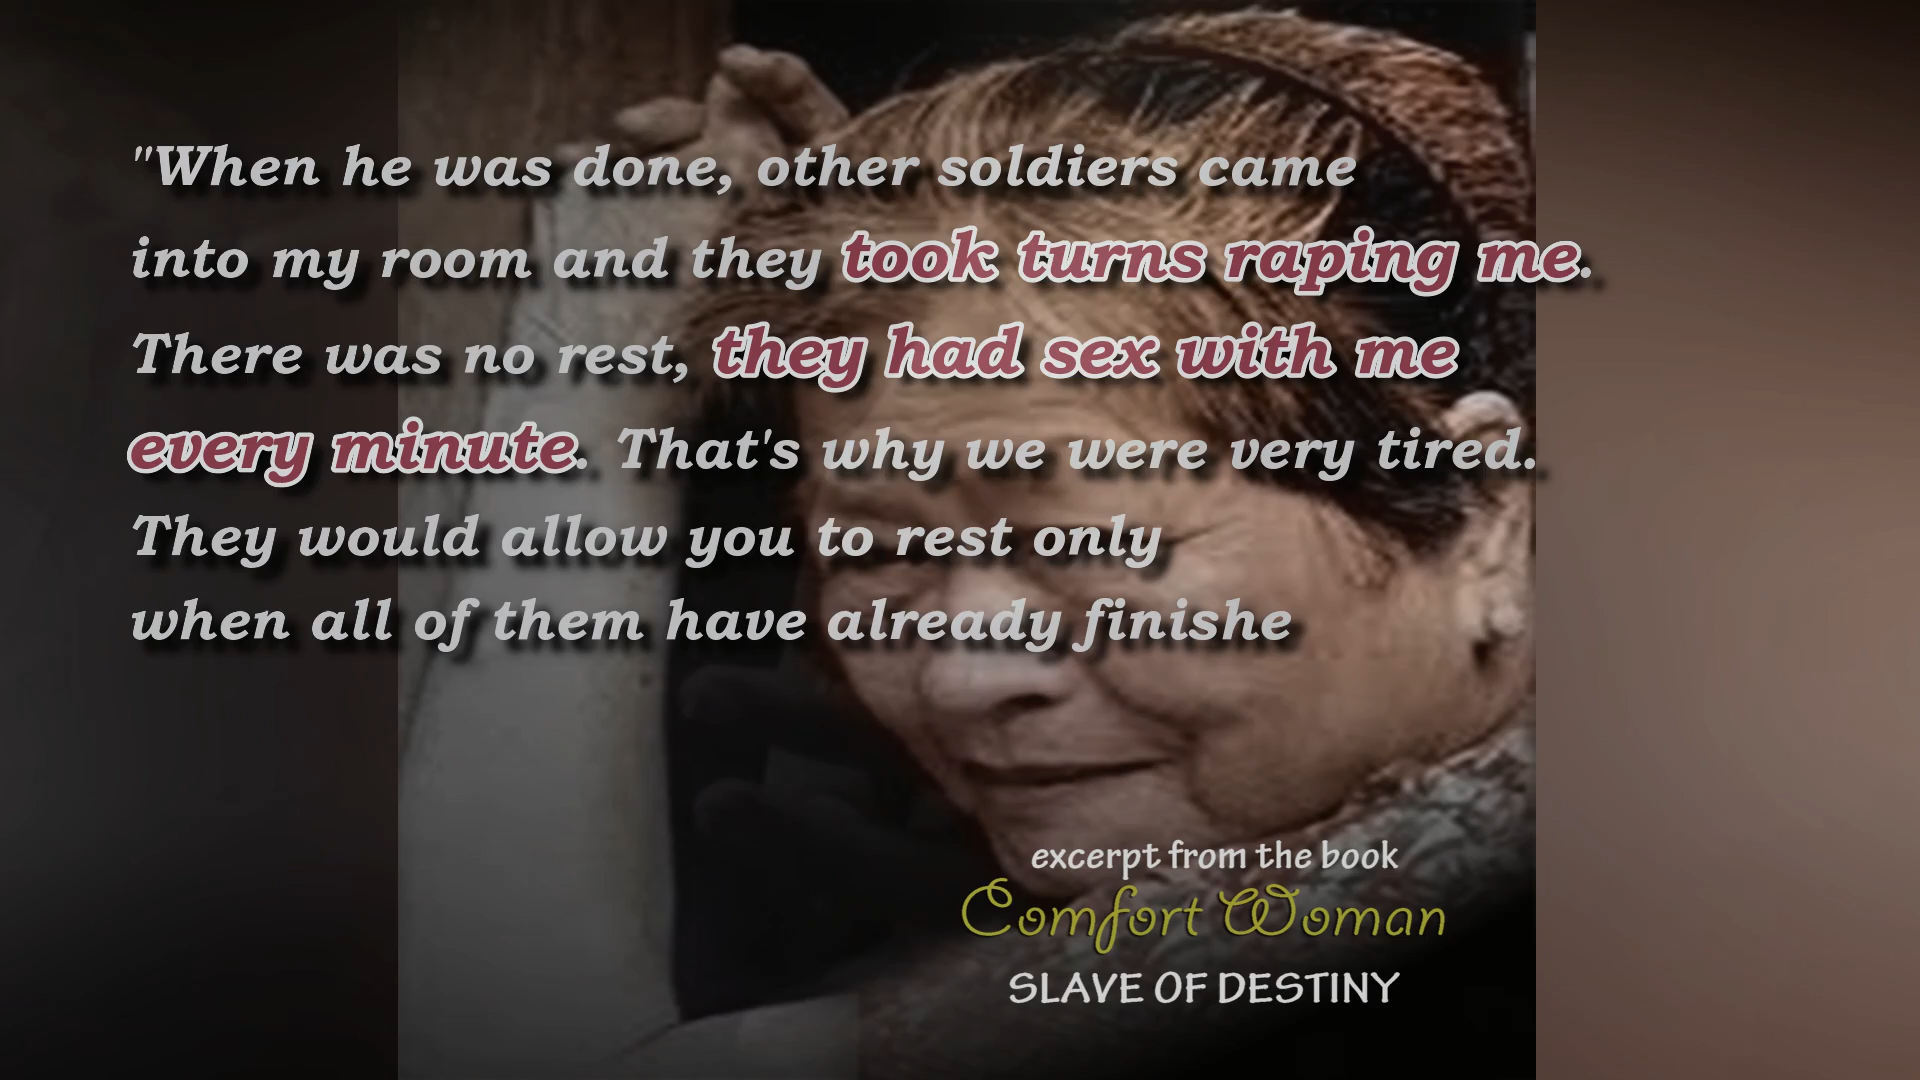 "When he was done, other soldiers came
into my room and they took turns raping me.
There was no rest, they had sex with me
every minute. That's why we were very tired.
They would allow you to rest only
when all of them have already finishe
excerpt from the book
Comfort Woman
SLAVE OF DESTINY